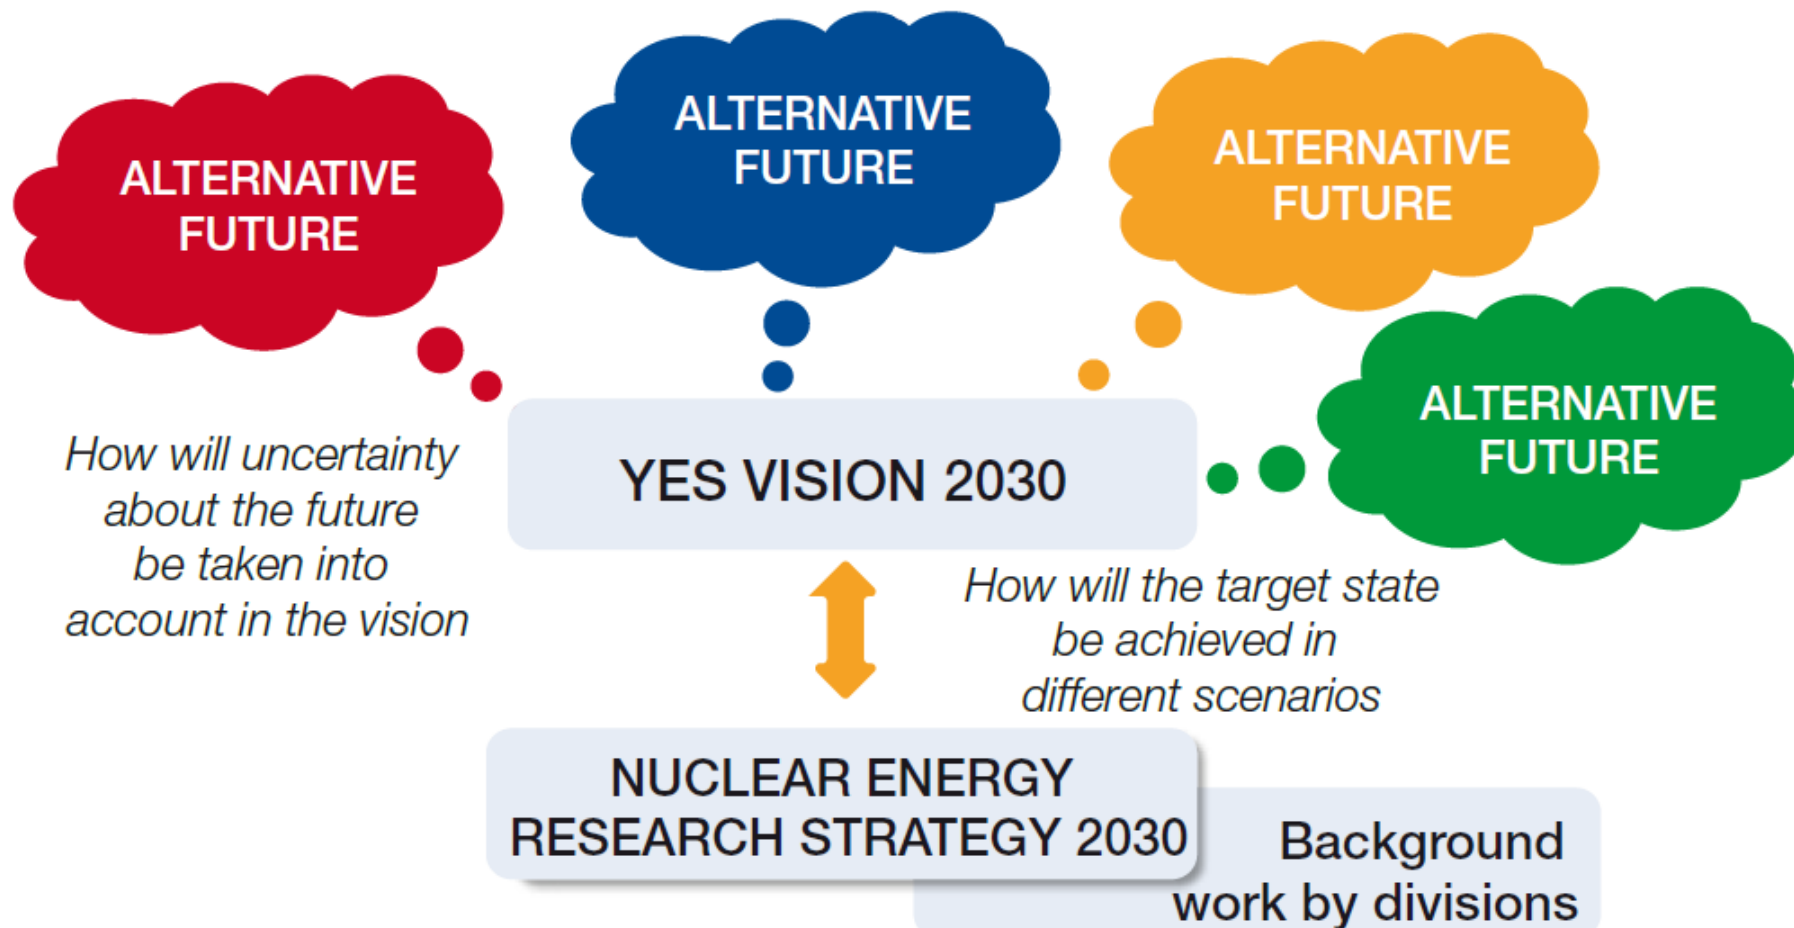 ALTERNATIVE
FUTURE
ALTERNATIVE
FUTURE
ALTERNATIVE
FUTURE
ALTERNATIVE
FUTURE
How will uncertainty
about the future
be taken into
account in the vision
YES VISION 2030
How will the target state
be achieved in
different scenarios
NUCLEAR ENERGY
RESEARCH STRATEGY 2030
Background
work by divisions